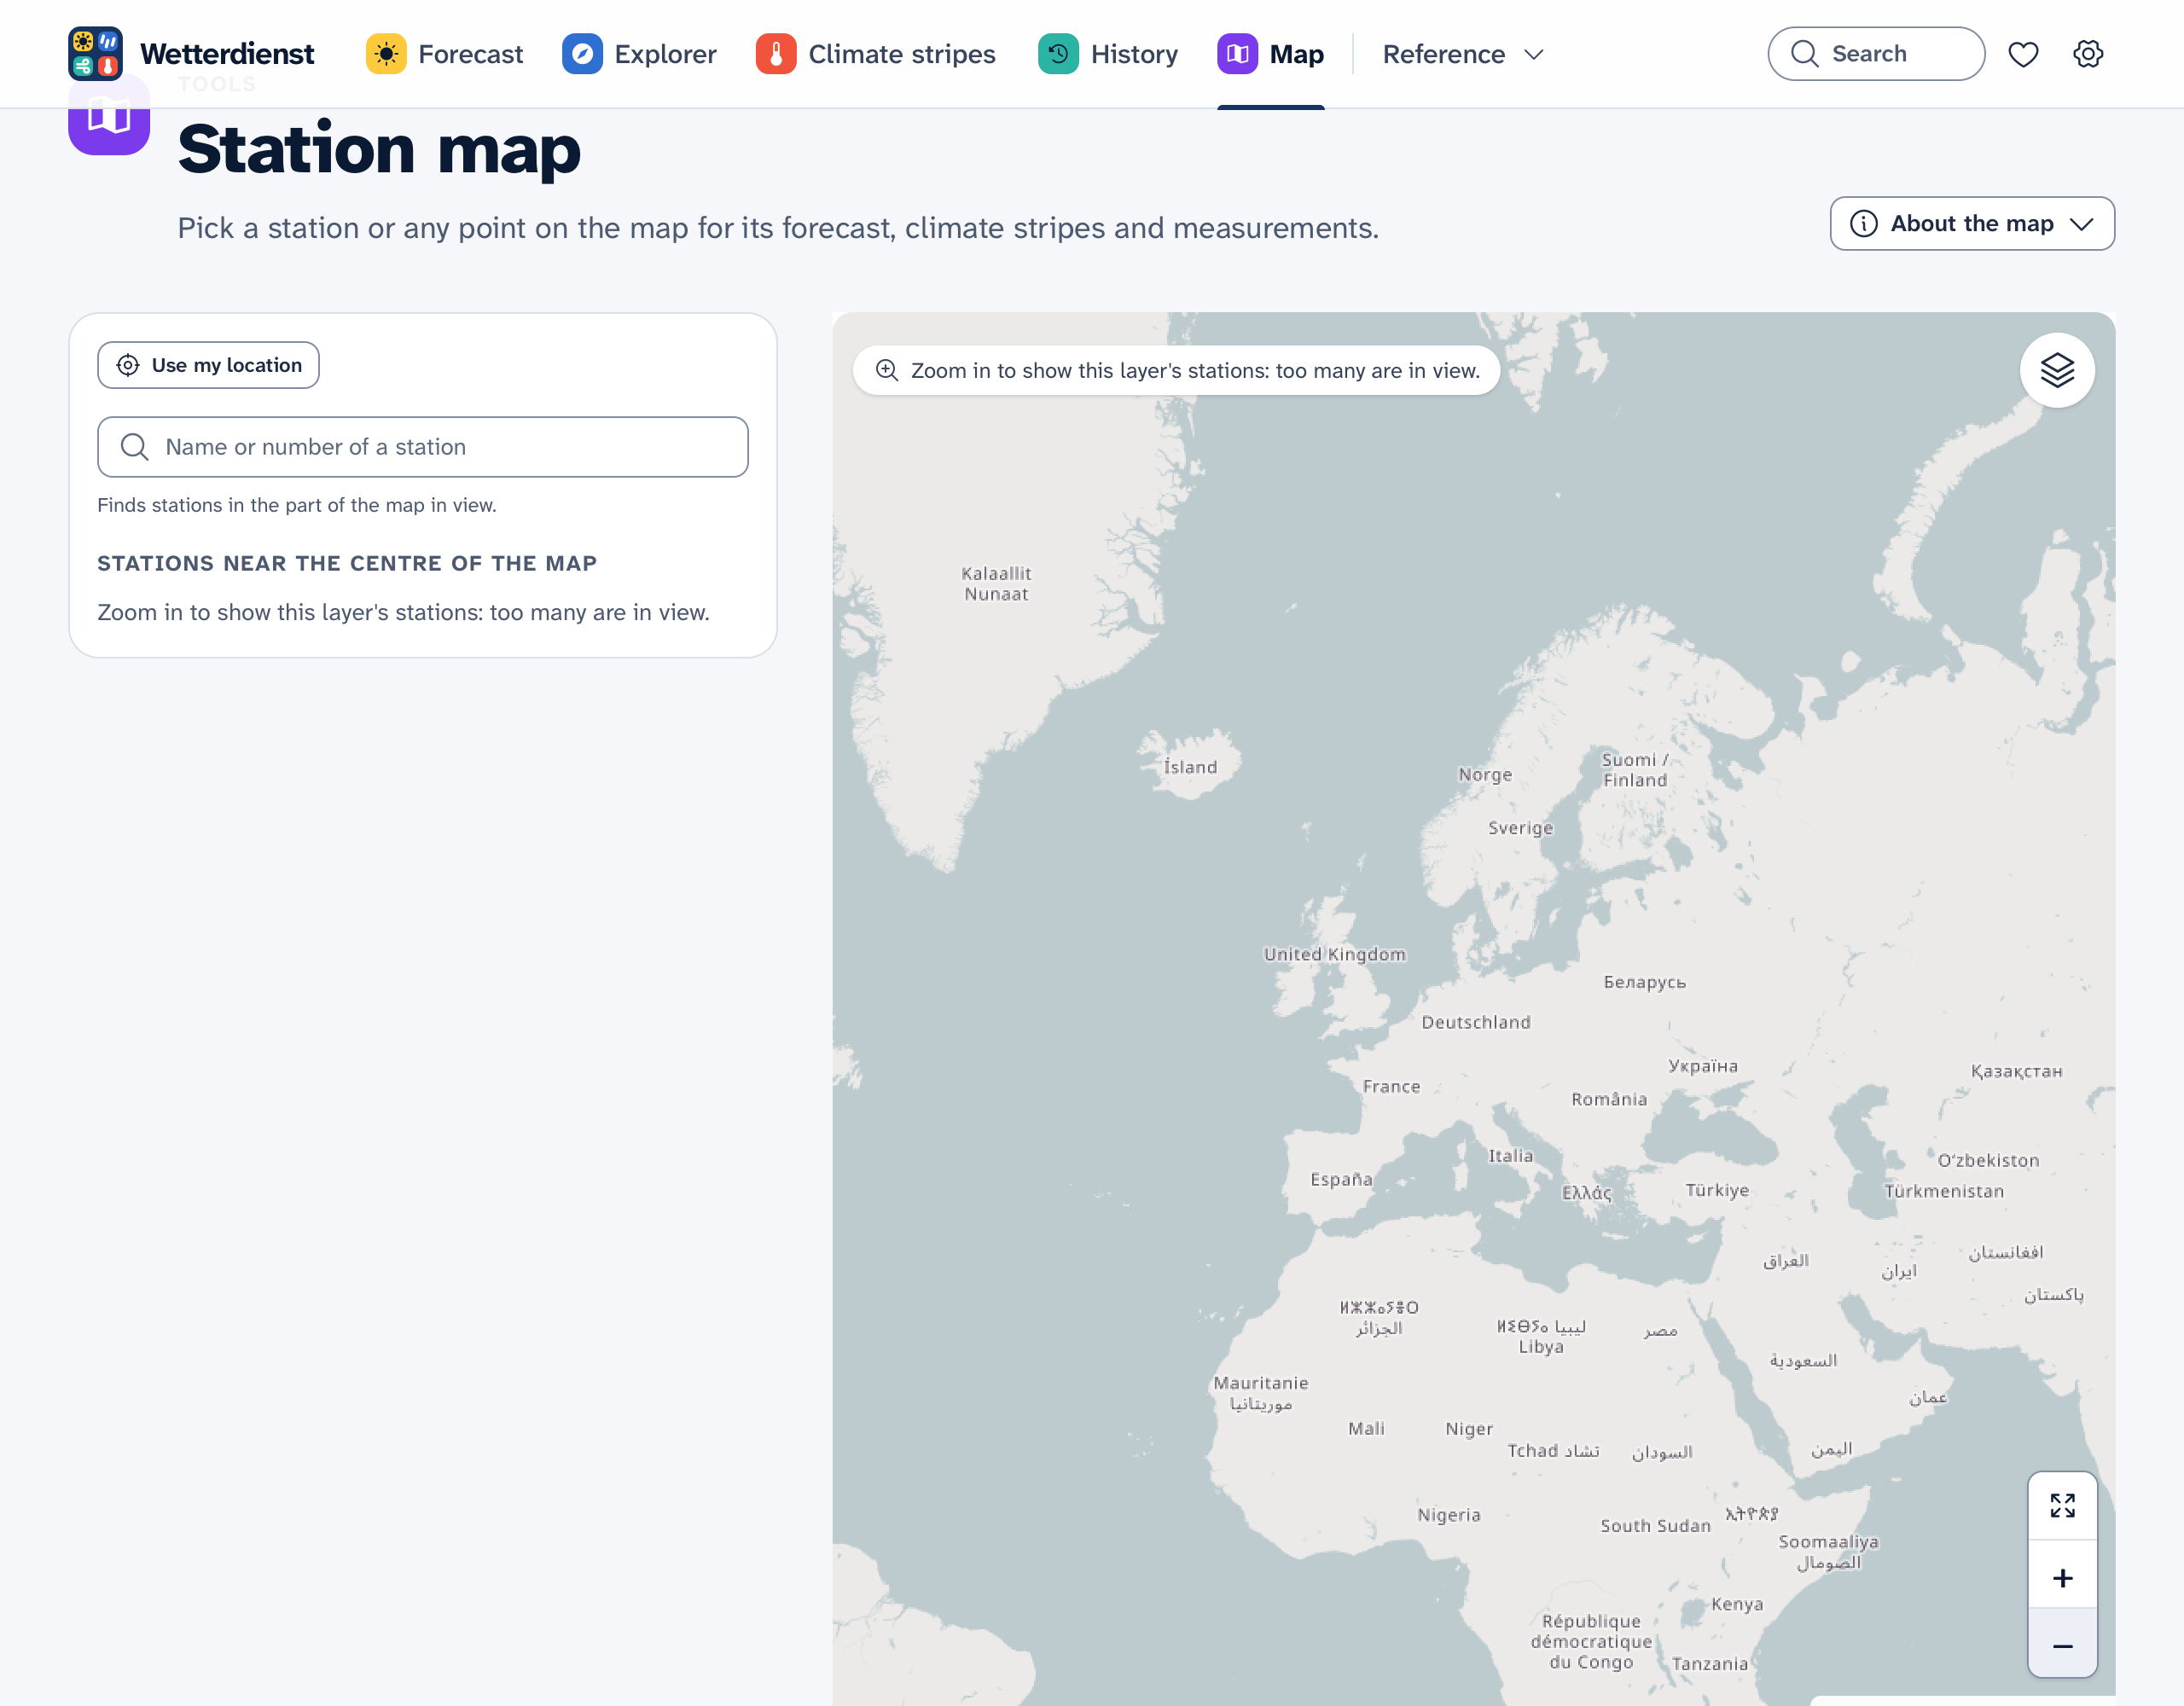 Wetterdienst
Forecast
Explorer
Climate stripes
History
Map
Reference
Search
TOOLS
Station map
Pick a station or any point on the map for its forecast, climate stripes and measurements.
About the map
Use my location
Name or number of a station
Finds stations in the part of the map in view.
STATIONS NEAR THE CENTRE OF THE MAP
Zoom in to show this layer's stations: too many are in view.
Zoom in to show this layer's stations: too many are in view.
Kalaallit
Nunaat
Ísland
Norge
Suomi /
Finland
Sverige
United Kingdom
Беларусь
Deutschland
Україна
Қазақстан
France
România
Italia
Oʻzbekiston
España
Ελλάς
Türkiye
Türkmenistan
العراق
ایران
افغانستان
پاکستان
ⵍⵣⵣⴰⵢⴻⵔ
الجزائر
ⵍⵉⴱⵢⴰ ليبيا
Libya
مصر
السعودية
عمان
Mauritanie
موريتانيا
Mali
Niger
Tchad تشاد
السودان
اليمن
Nigeria
South Sudan
ኢትዮጵያ
Soomaaliya
الصومال
Kenya
République
démocratique
du Congo
Tanzania